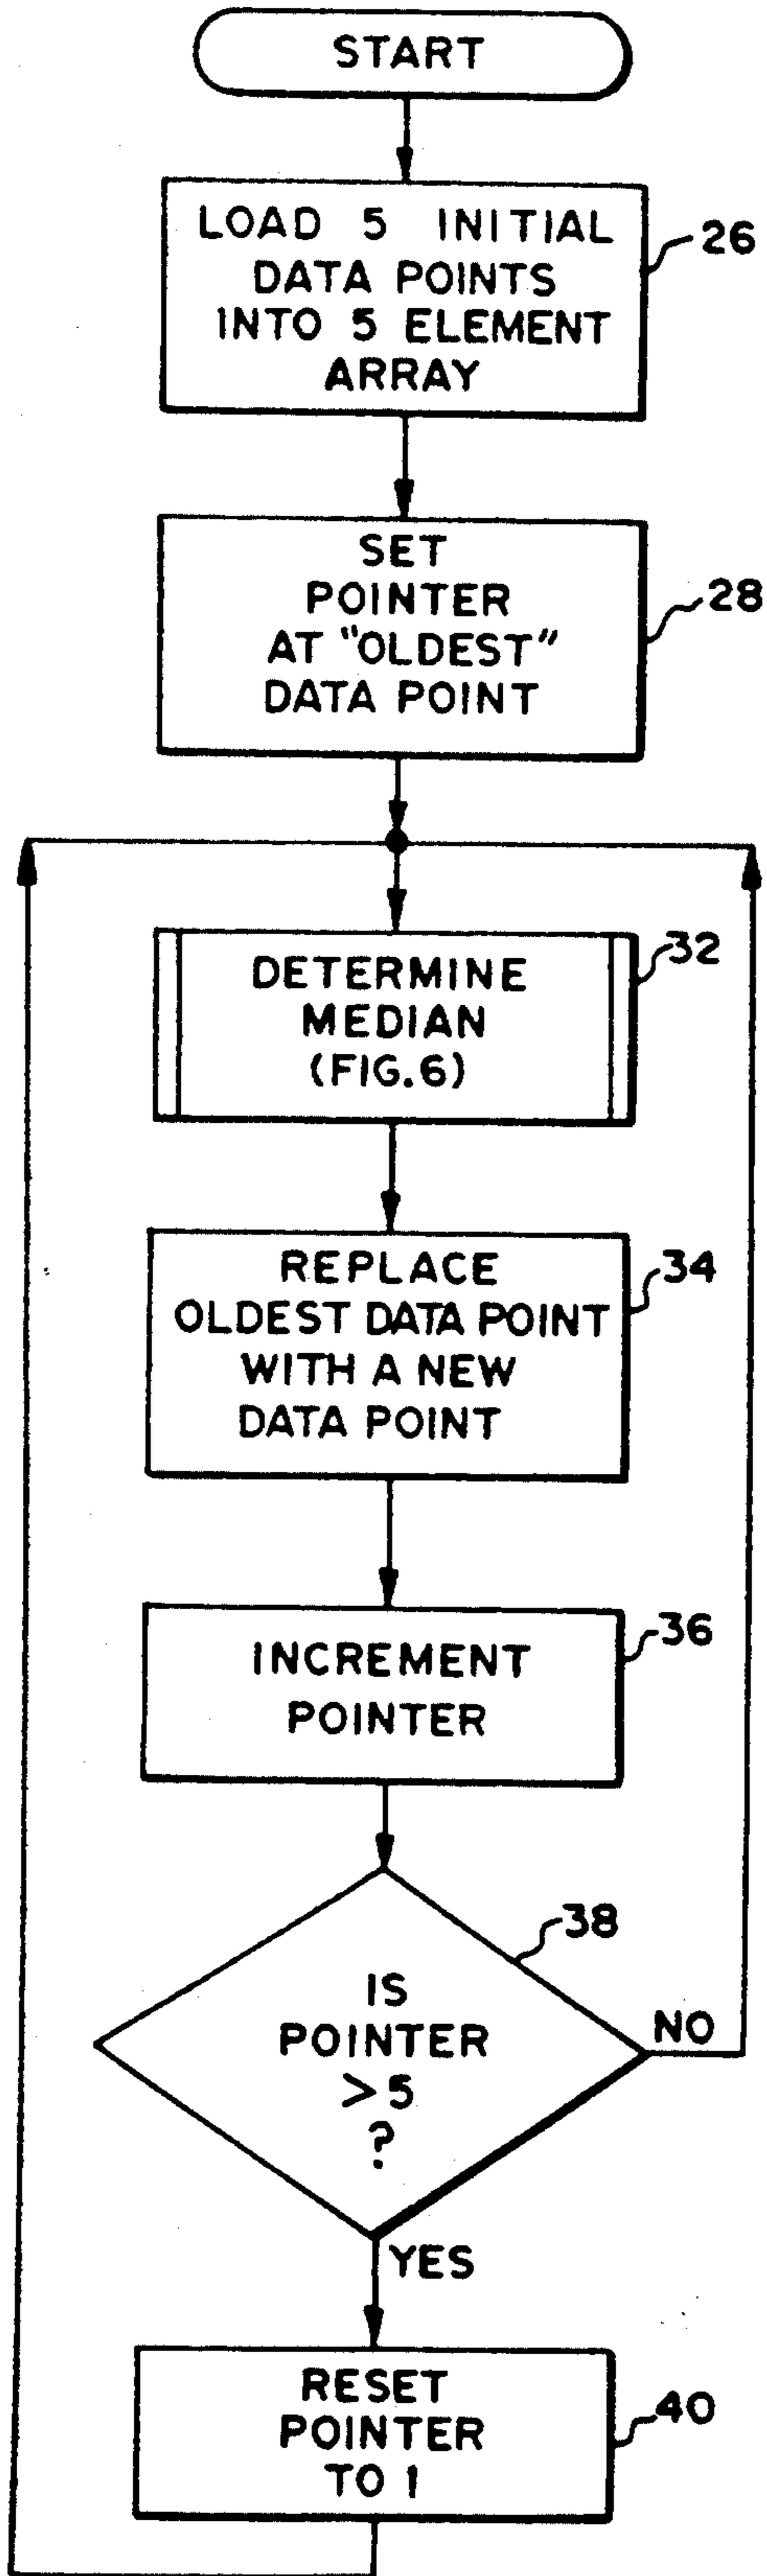 START
LOAD 5 INITIAL
DATA POINTS
INTO 5 ELEMENT
ARRAY
26
SET
POINTER
AT "OLDEST"
DATA POINT
28
DETERMINE
MEDIAN
(FIG.6)
32
REPLACE
OLDEST DATA POINT
WITH A NEW
DATA POINT
34
INCREMENT
POINTER
36
IS
POINTER
>5
?
38
NO
YES
RESET
POINTER
TO 1
40